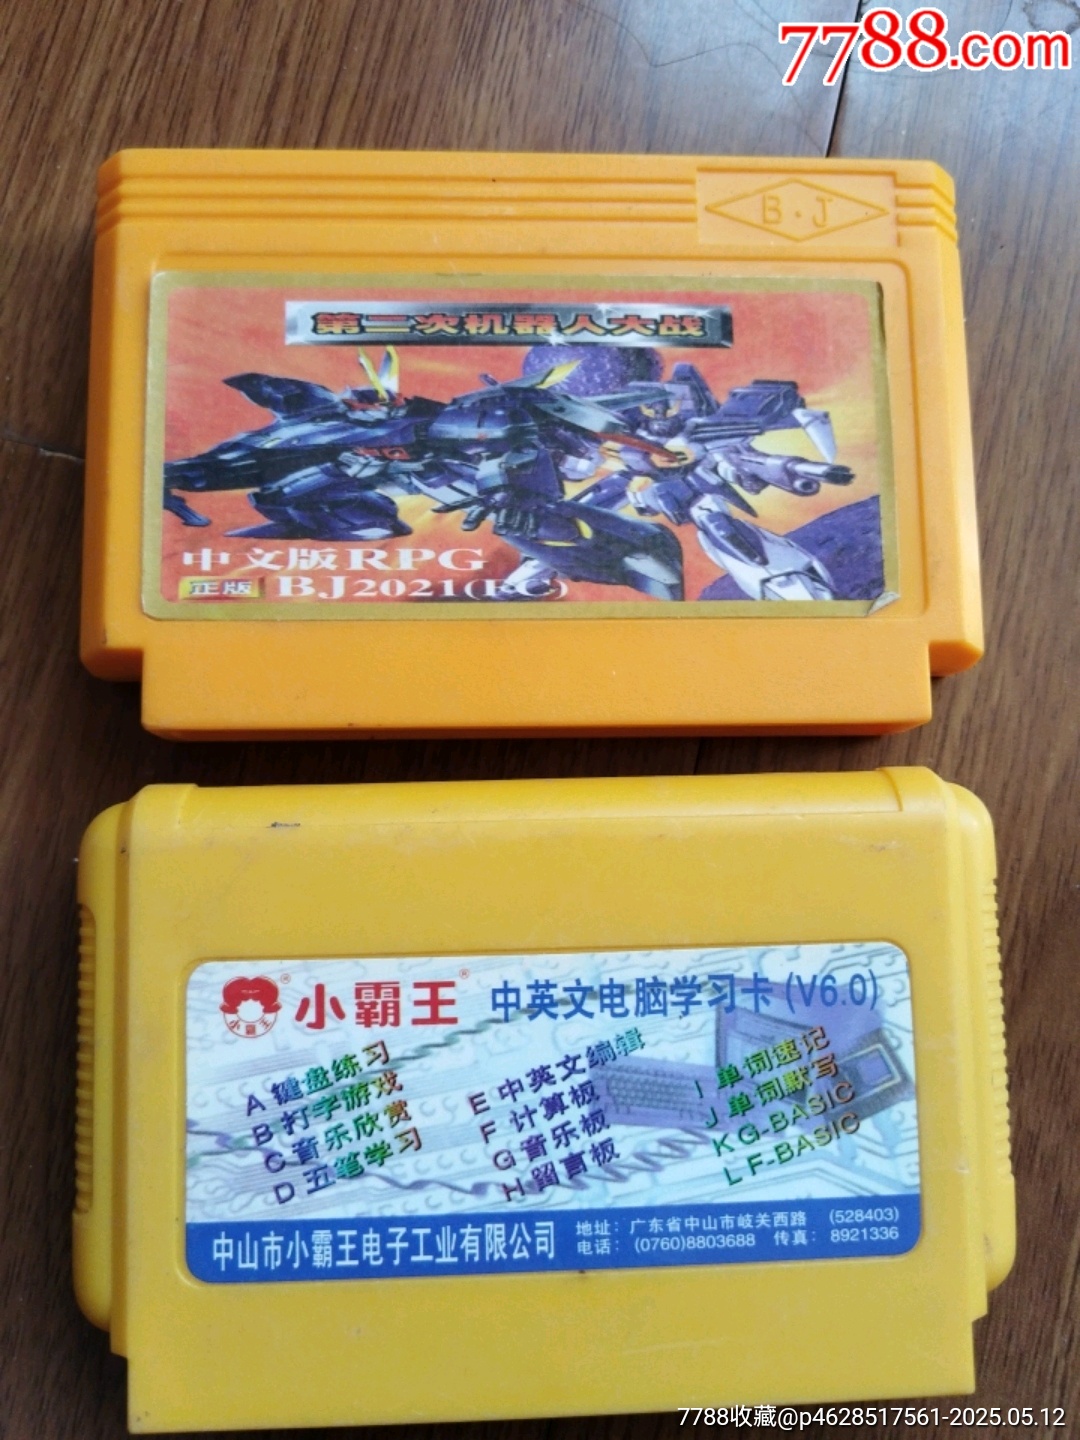 7788.com
B·J
第二次机器人大战
中文版RPG
正版 BJ2021(FC)
小霸王
® 小霸王® 中英文电脑学习卡(V6.0)
A 键盘练习
B 打字游戏
C 音乐欣赏
D 五笔学习
E 中英文编辑
F 计算板
G 音乐板
H 留言板
I 单词速记
J 单词默写
K G-BASIC
L F-BASIC
中山市小霸王电子工业有限公司
地址：广东省中山市岐关西路 (528403)
电话：(0760)8803688 传真：8921336
7788收藏@p4628517561-2025.05.12